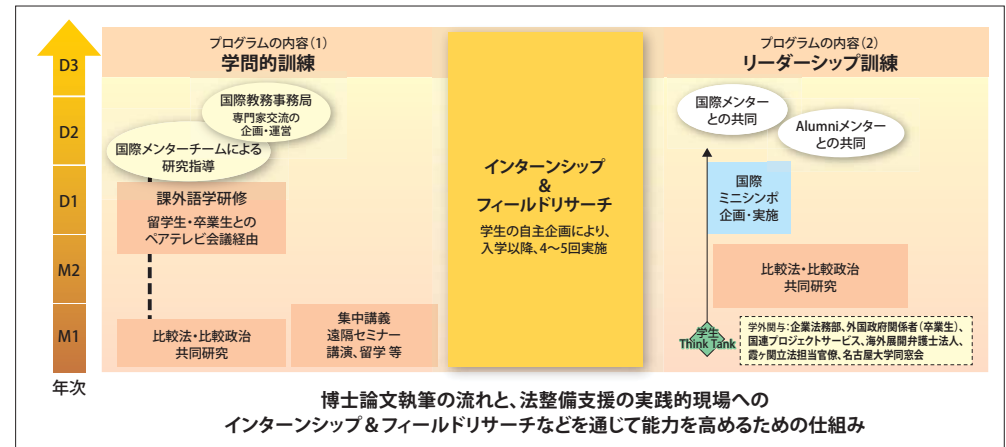 D3
D2
D1
M2
M1
年次
プログラムの内容（1）
学問的訓練
国際教務事務局
専門家交流の
企画・運営
国際メンターチームによる
研究指導
課外語学研修
留学生・卒業生との
ペアテレビ会議経由
比較法・比較政治
共同研究
集中講義
遠隔セミナー
講演、留学 等
インターンシップ
&
フィールドリサーチ
学生の自主企画により、
入学以降、4〜5回実施
プログラムの内容（2）
リーダーシップ訓練
国際メンター
との共同
Alumniメンター
との共同
国際
ミニシンポ
企画・実施
比較法・比較政治
共同研究
学生
Think Tank
学外関与：企業法務部、外国政府関係者（卒業生）、
国連プロジェクトサービス、海外展開弁護士法人、
霞ヶ関立法担当官僚、名古屋大学同窓会
博士論文執筆の流れと、法整備支援の実践的現場への
インターンシップ＆フィールドリサーチなどを通じて能力を高めるための仕組み